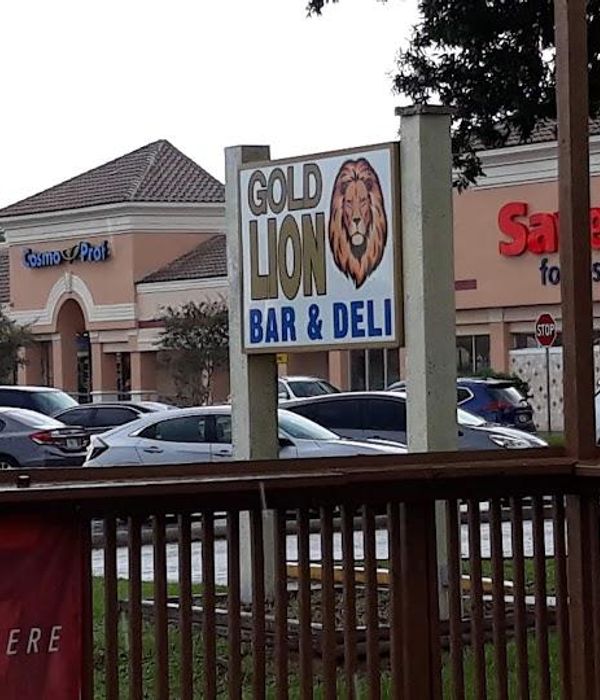 GOLD
LION
BAR & DELI
Cosmo Prof
STOP
ERE